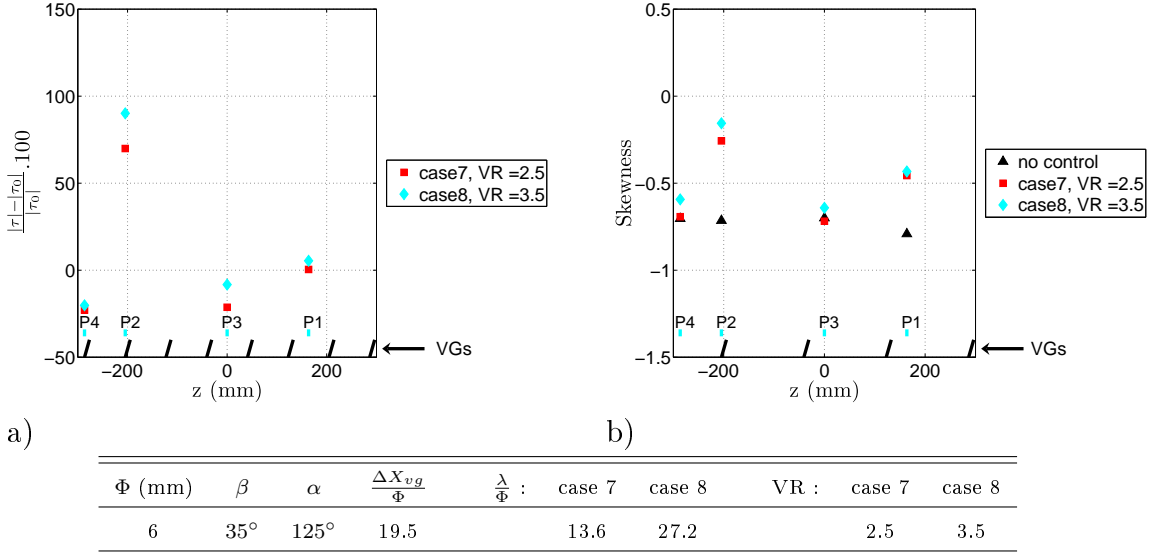 150
100
50
0
−50
|τ|−|τ₀| / |τ₀| .100
P4 P2 P3 P1
−200 0 200
z (mm)
VGs
case7, VR =2.5
case8, VR =3.5
a)
0.5
0
−0.5
−1
−1.5
Skewness
P4 P2 P3 P1
−200 0 200
z (mm)
VGs
no control
case7, VR =2.5
case8, VR =3.5
b)
Φ (mm) β α ΔX_vg/Φ λ/Φ : case 7 case 8 VR : case 7 case 8
6 35° 125° 19.5 13.6 27.2 2.5 3.5